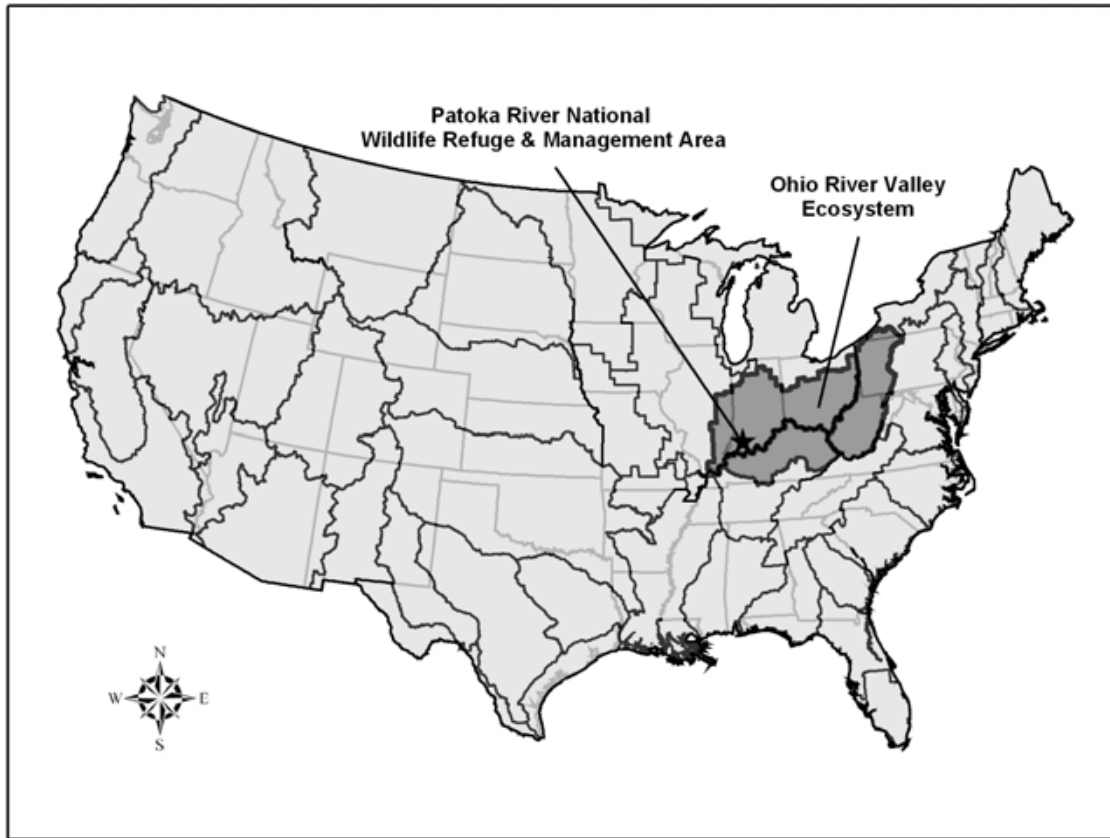 Patoka River National
Wildlife Refuge & Management Area
Ohio River Valley
Ecosystem
N
W E
S